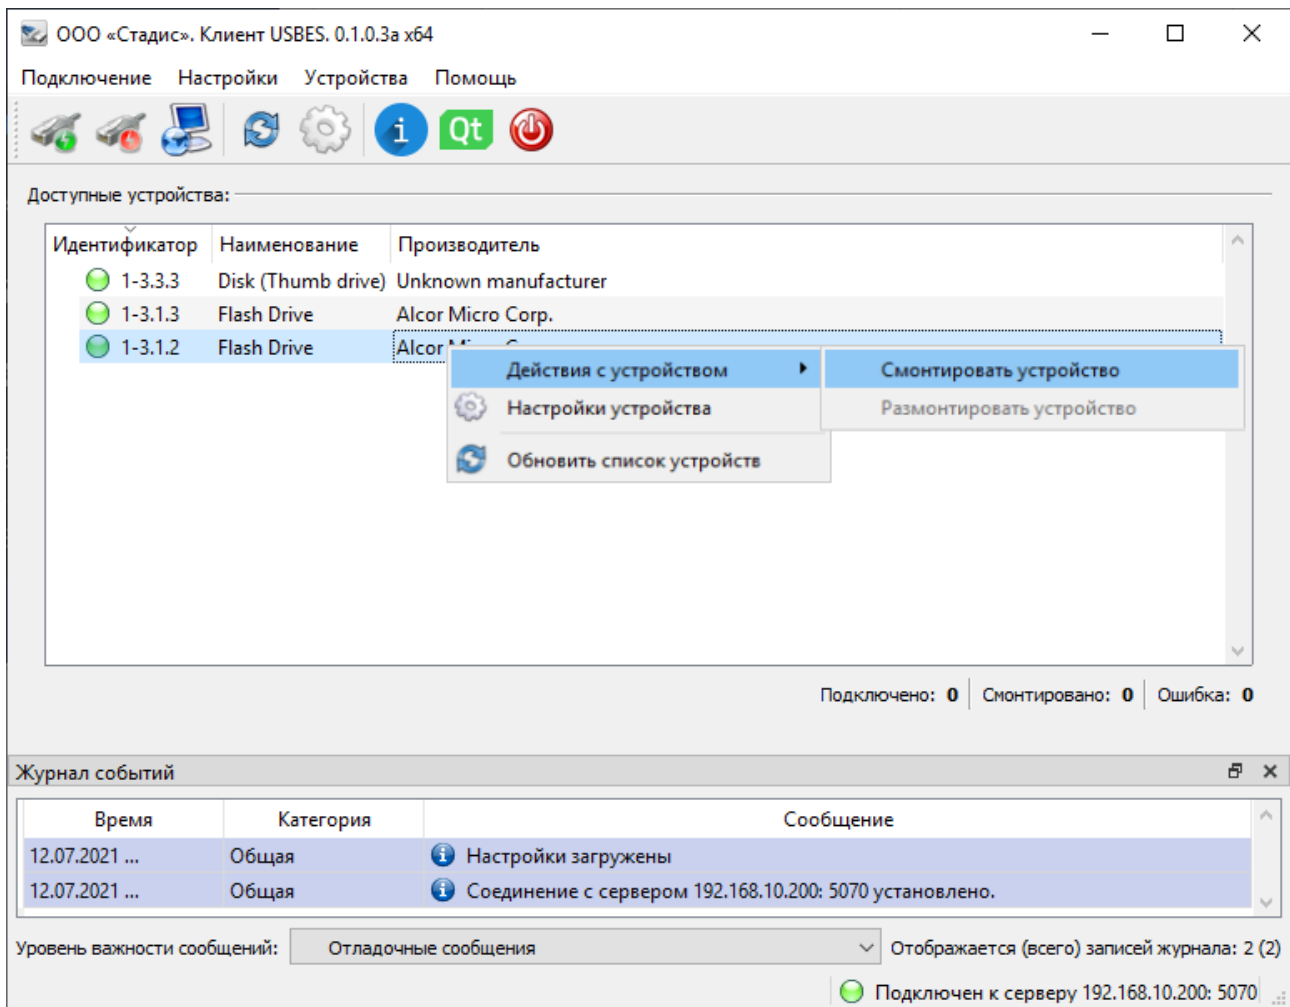 ООО «Стадис». Клиент USBES. 0.1.0.3a x64
Подключение Настройки Устройства Помощь
i Qt
Доступные устройства:
Идентификатор Наименование Производитель
1-3.3.3 Disk (Thumb drive) Unknown manufacturer
1-3.1.3 Flash Drive Alcor Micro Corp.
1-3.1.2 Flash Drive Alcor
Действия с устройством Смонтировать устройство
Настройки устройства Размонтировать устройство
Обновить список устройств
Подключено: 0 Смонтировано: 0 Ошибка: 0
Журнал событий
Время Категория Сообщение
12.07.2021 ... Общая Настройки загружены
12.07.2021 ... Общая Соединение с сервером 192.168.10.200: 5070 установлено.
Уровень важности сообщений: Отладочные сообщения Отображается (всего) записей журнала: 2 (2)
Подключен к серверу 192.168.10.200: 5070